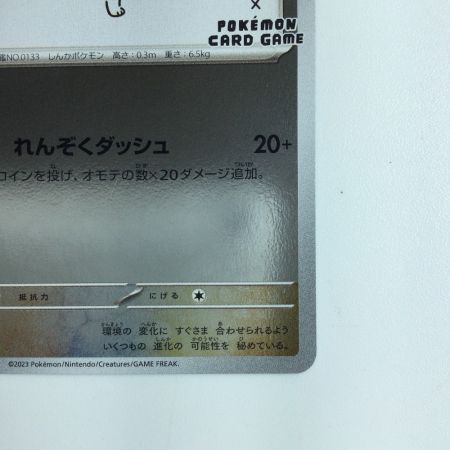 ×
POKÉMON
CARD GAME
NO.0133 しんかポケモン 高さ:0.3m 重さ:6.5kg
れんぞくダッシュ 20+
コインを投げ、オモテの数×20ダメージ追加。
抵抗力 にげる
環境の 変化に すぐさま 合わせられるよう
いくつもの 進化の 可能性を 秘めている。
©2023 Pokémon/Nintendo/Creatures/GAME FREAK.